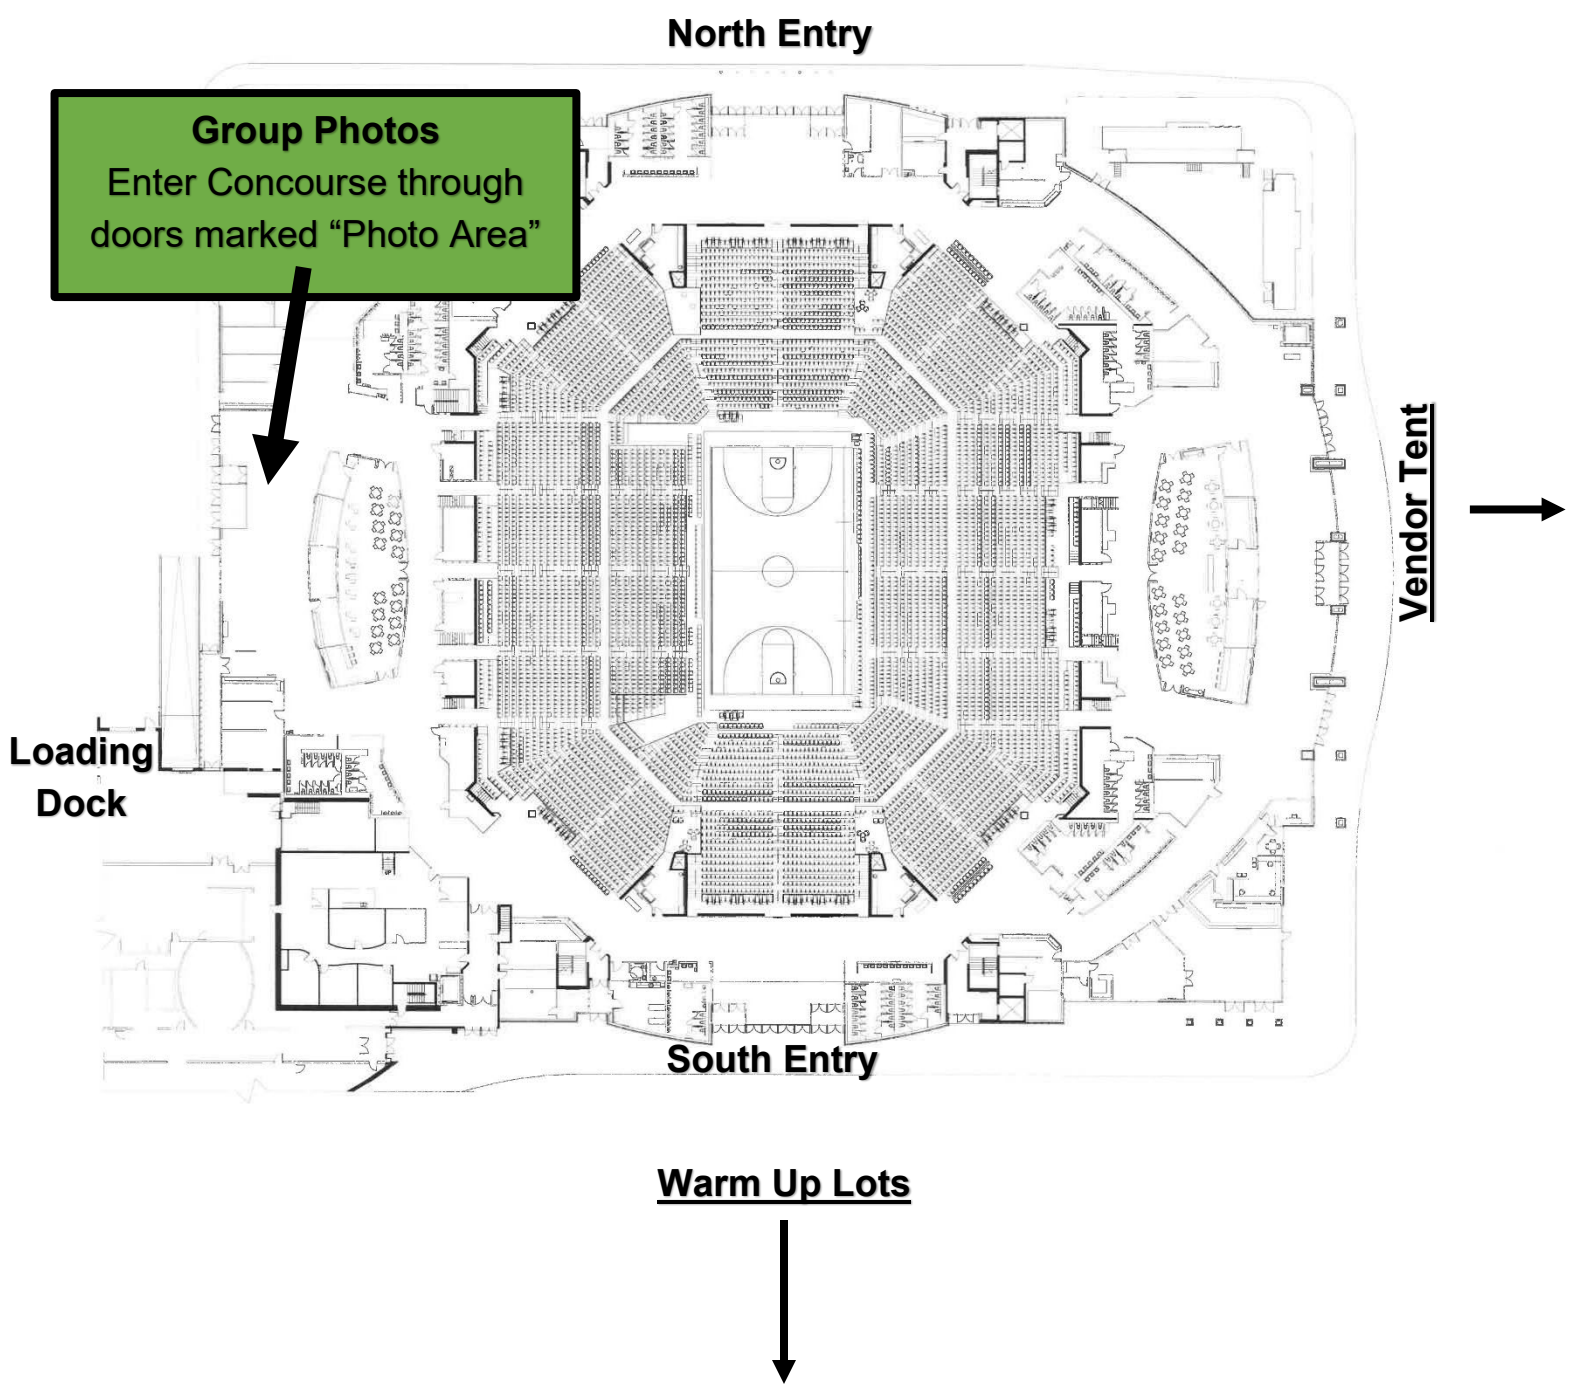 North Entry
Group Photos
Enter Concourse through
doors marked “Photo Area”
Vendor Tent
Loading
Dock
South Entry
Warm Up Lots